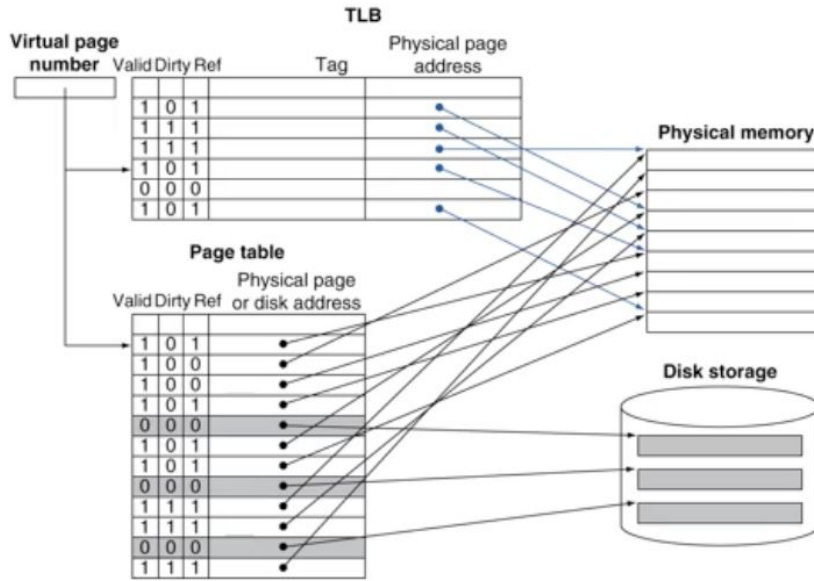 TLB
Virtual page
number
Valid Dirty Ref Tag Physical page
address
1 0 1
1 1 1
1 1 1
1 0 1
0 0 0
1 0 1
Physical memory
Page table
Physical page
Valid Dirty Ref or disk address
1 0 1
1 0 0
1 0 0
1 0 1
0 0 0
1 0 1
1 0 1
0 0 0
1 1 1
1 1 1
0 0 0
1 1 1
Disk storage